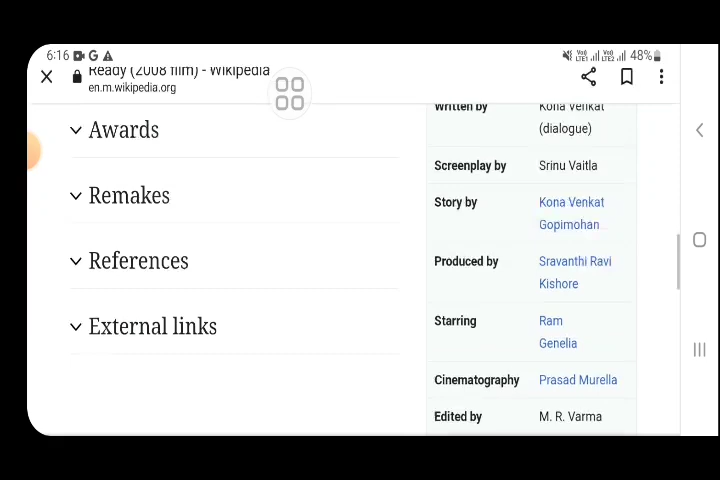 6:16
48%
Ready (2008 film) - Wikipedia
en.m.wikipedia.org
Awards
Remakes
References
External links
Written by Kona Venkat
(dialogue)
Screenplay by Srinu Vaitla
Story by Kona Venkat
Gopimohan
Produced by Sravanthi Ravi
Kishore
Starring Ram
Genelia
Cinematography Prasad Murella
Edited by M. R. Varma